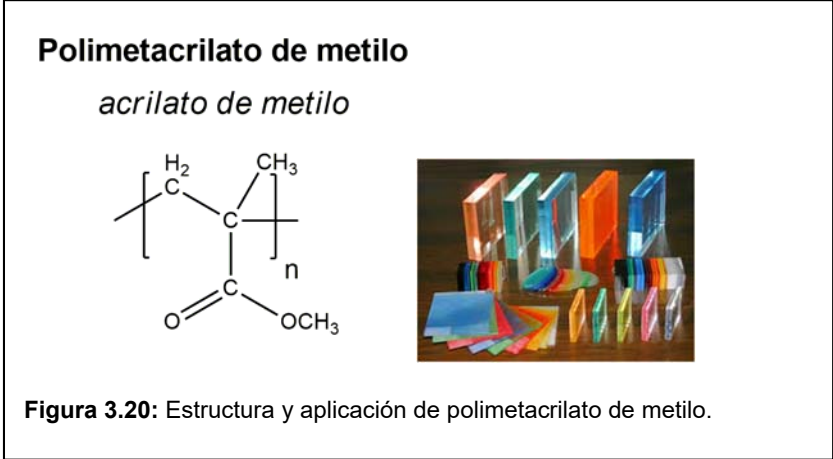 Polimetacrilato de metilo
acrilato de metilo
H2
C
CH3
C
n
C
O
OCH3
Figura 3.20: Estructura y aplicación de polimetacrilato de metilo.